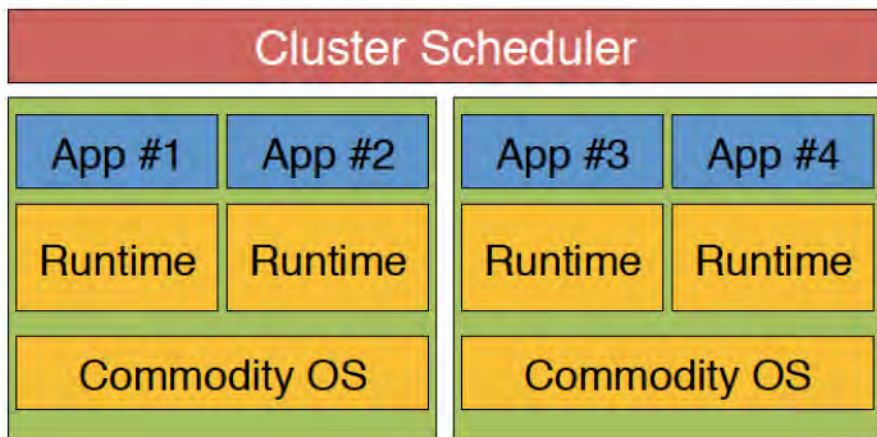 Cluster Scheduler
App #1 App #2 App #3 App #4
Runtime Runtime Runtime Runtime
Commodity OS Commodity OS